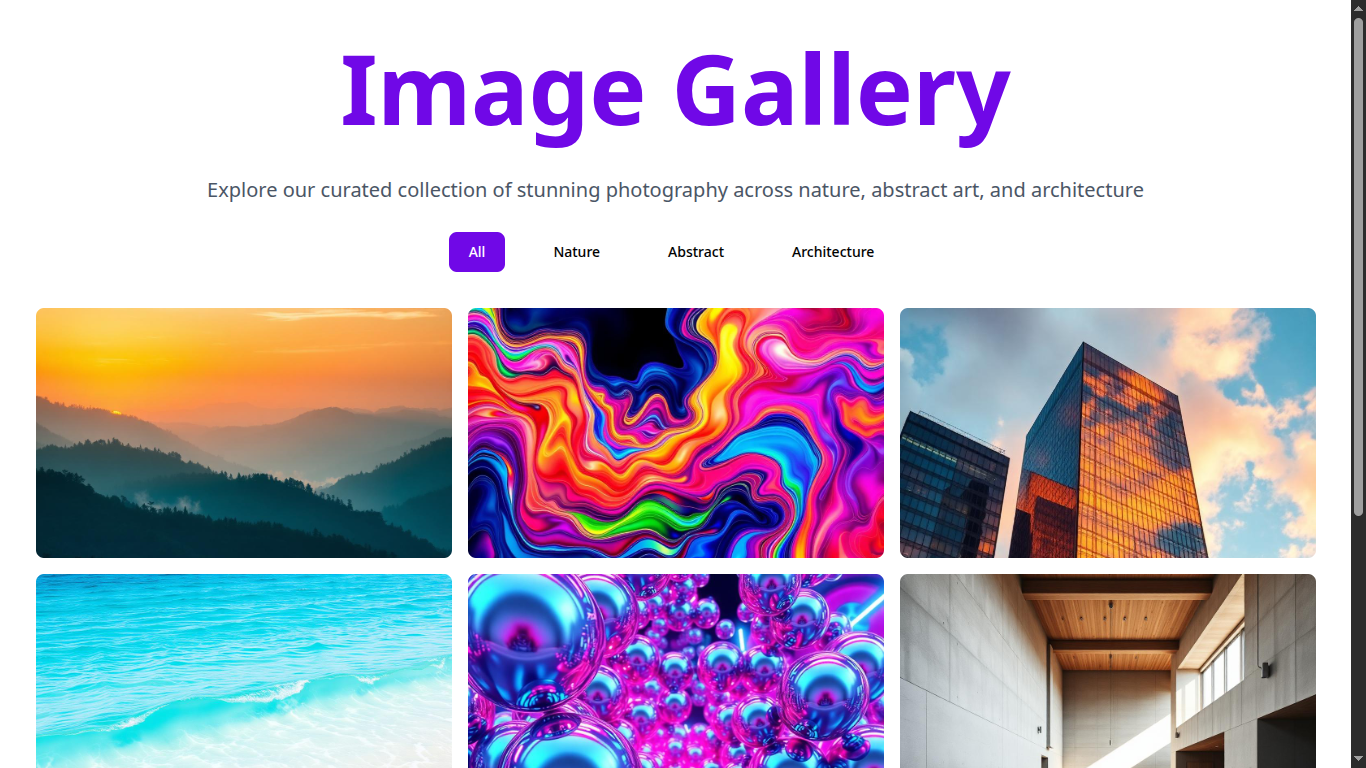 Image Gallery
Explore our curated collection of stunning photography across nature, abstract art, and architecture
All Nature Abstract Architecture